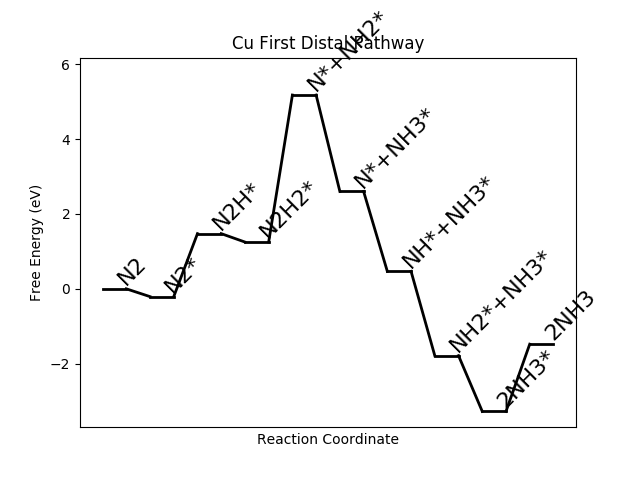 Cu First Distal Pathway
6
4
2
0
−2
Free Energy (eV)
N2
N2*
N2H*
N2H2*
N*+NH2*
N*+NH3*
NH*+NH3*
NH2*+NH3*
2NH3*
2NH3
Reaction Coordinate